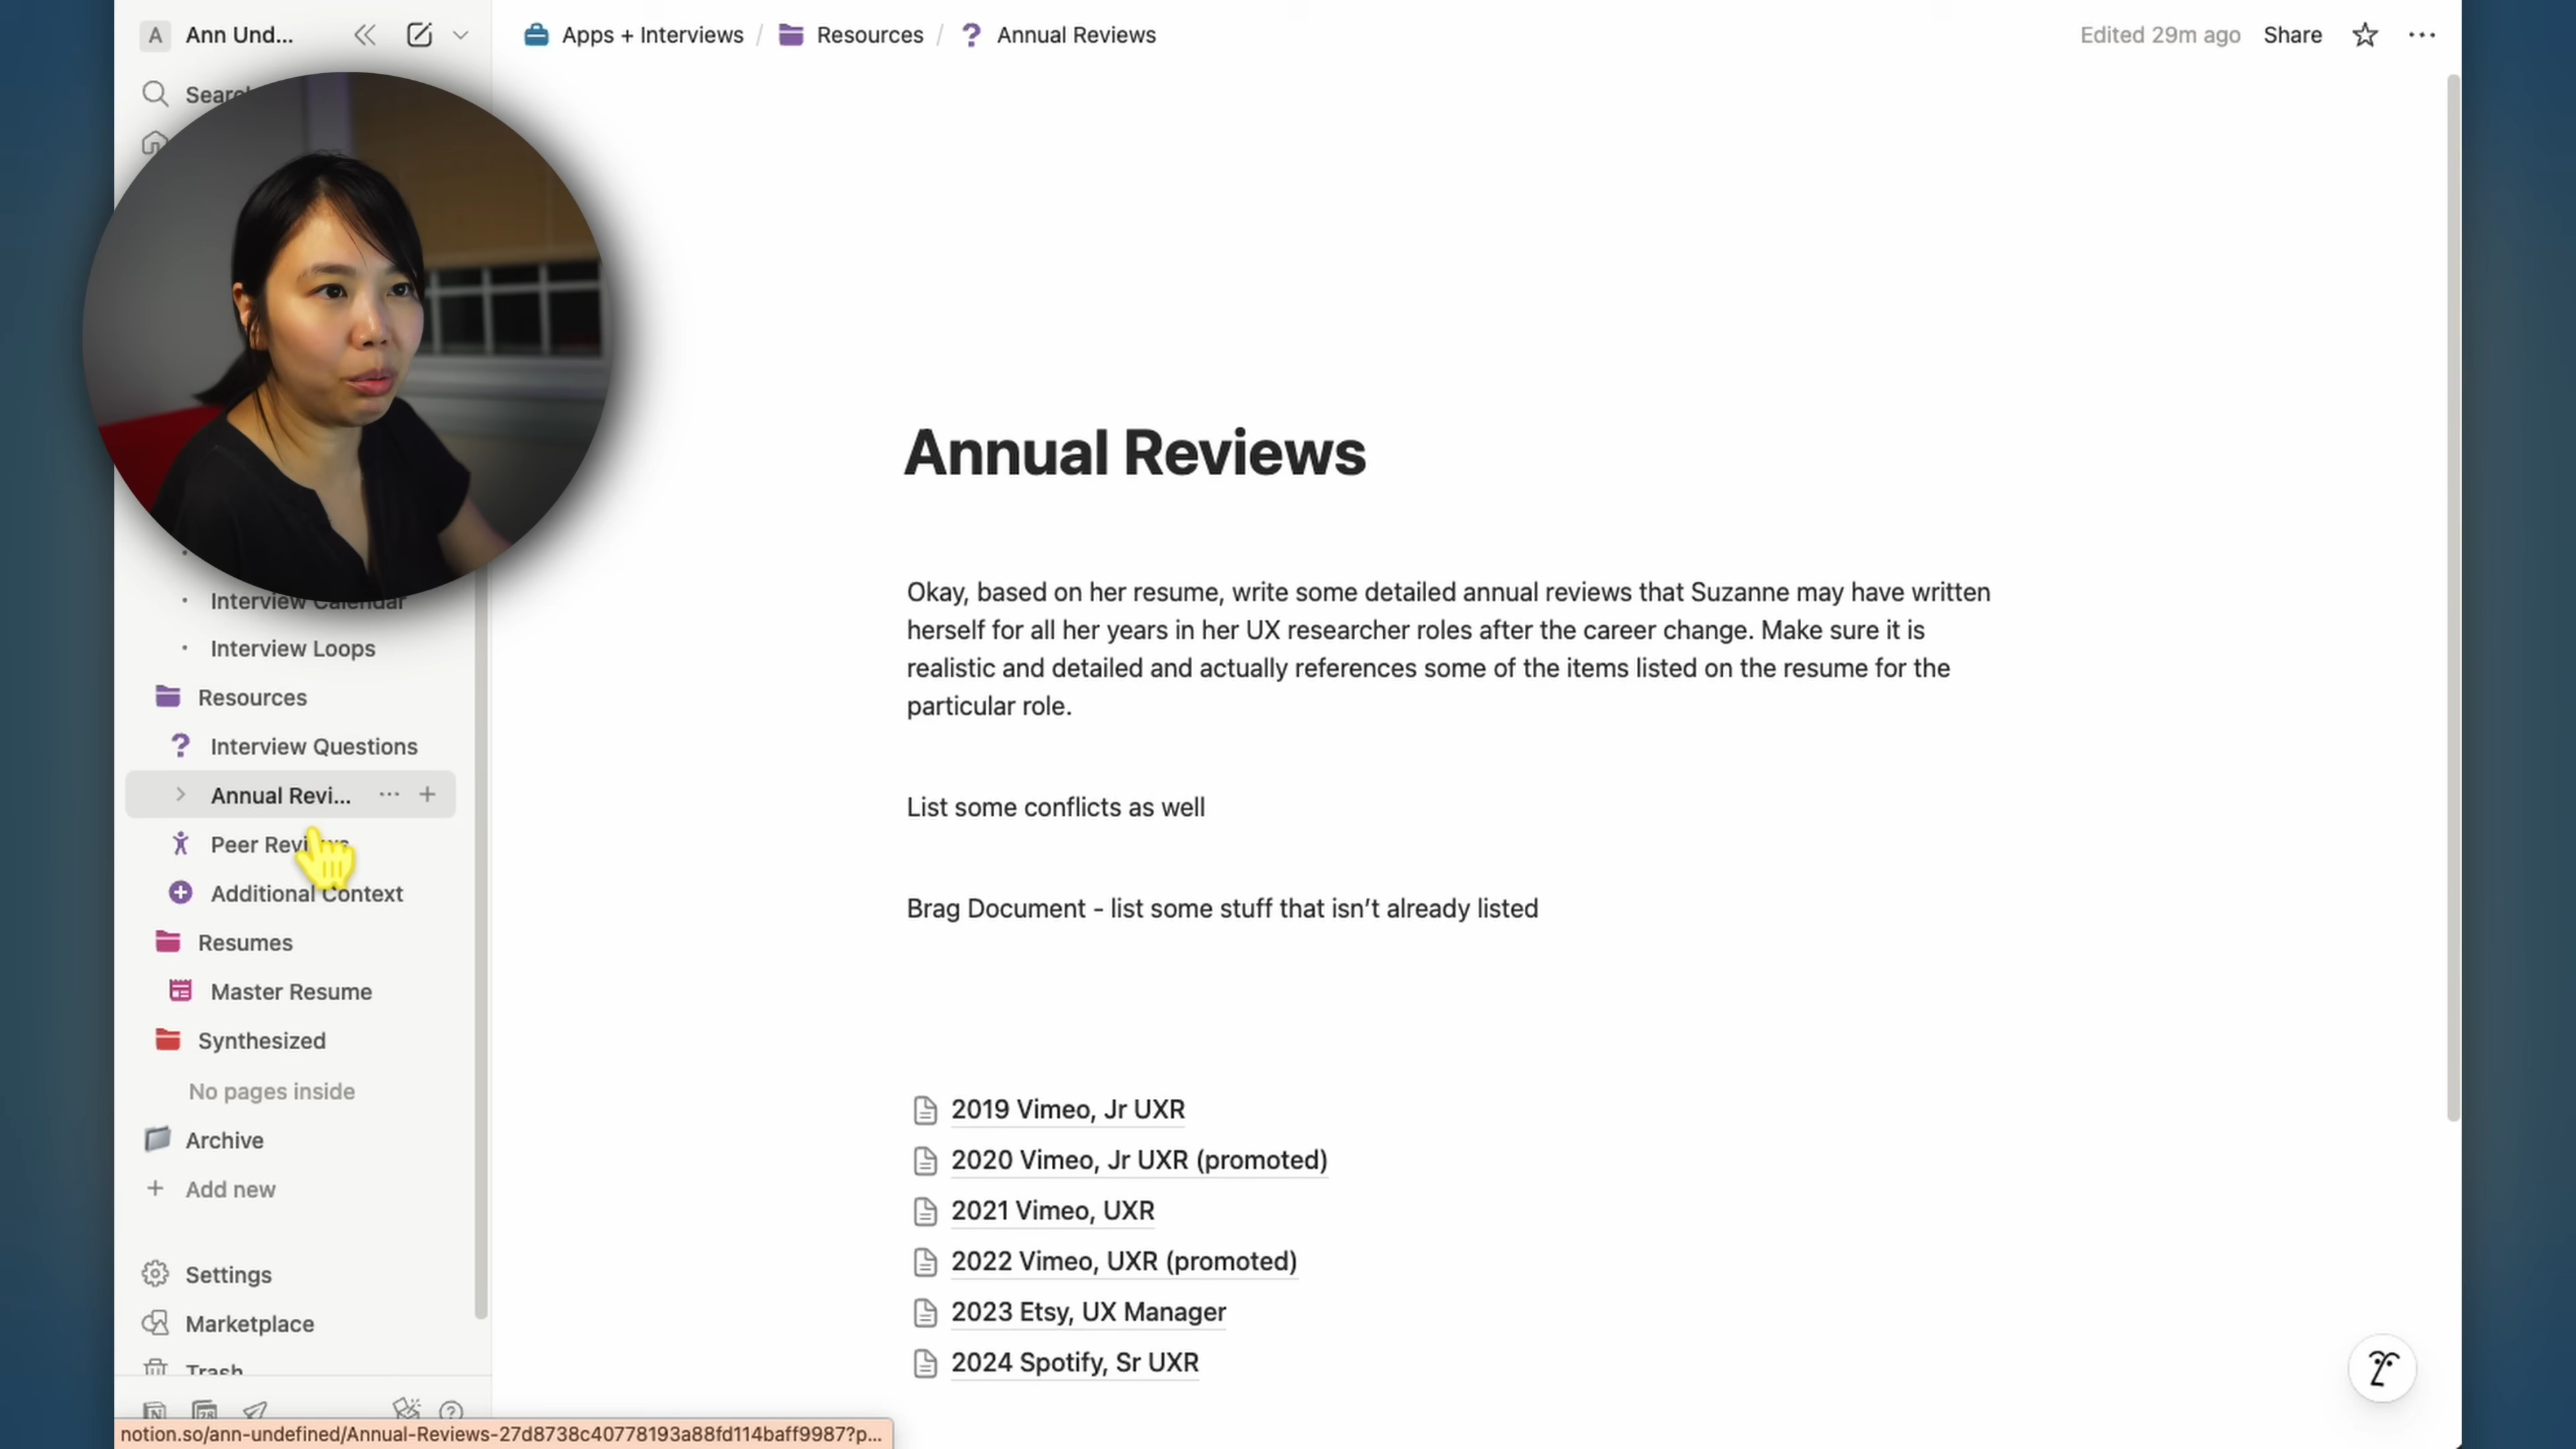 A Ann Und...
Apps + Interviews / Resources / ? Annual Reviews
Edited 29m ago Share
Interview Calendar
Interview Loops
Resources
? Interview Questions
Annual Revi...
Peer Reviews
Additional Context
Resumes
Master Resume
Synthesized
No pages inside
Archive
+ Add new
Settings
Marketplace
Trash
notion.so/ann-undefined/Annual-Reviews-27d8738c40778193a88fd114baff9987?p...
Annual Reviews
Okay, based on her resume, write some detailed annual reviews that Suzanne may have written
herself for all her years in her UX researcher roles after the career change. Make sure it is
realistic and detailed and actually references some of the items listed on the resume for the
particular role.
List some conflicts as well
Brag Document - list some stuff that isn’t already listed
2019 Vimeo, Jr UXR
2020 Vimeo, Jr UXR (promoted)
2021 Vimeo, UXR
2022 Vimeo, UXR (promoted)
2023 Etsy, UX Manager
2024 Spotify, Sr UXR